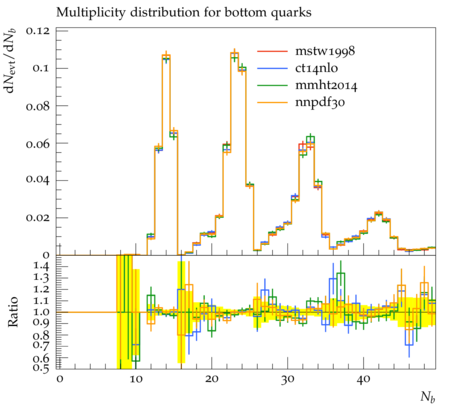 Multiplicity distribution for bottom quarks
dN_evt/dN_b
0.12
0.1
0.08
0.06
0.04
0.02
0
mstw1998
ct14nlo
mmht2014
nnpdf30
Ratio
1.4
1.3
1.2
1.1
1.0
0.9
0.8
0.7
0.6
0.5
0 10 20 30 40
N_b